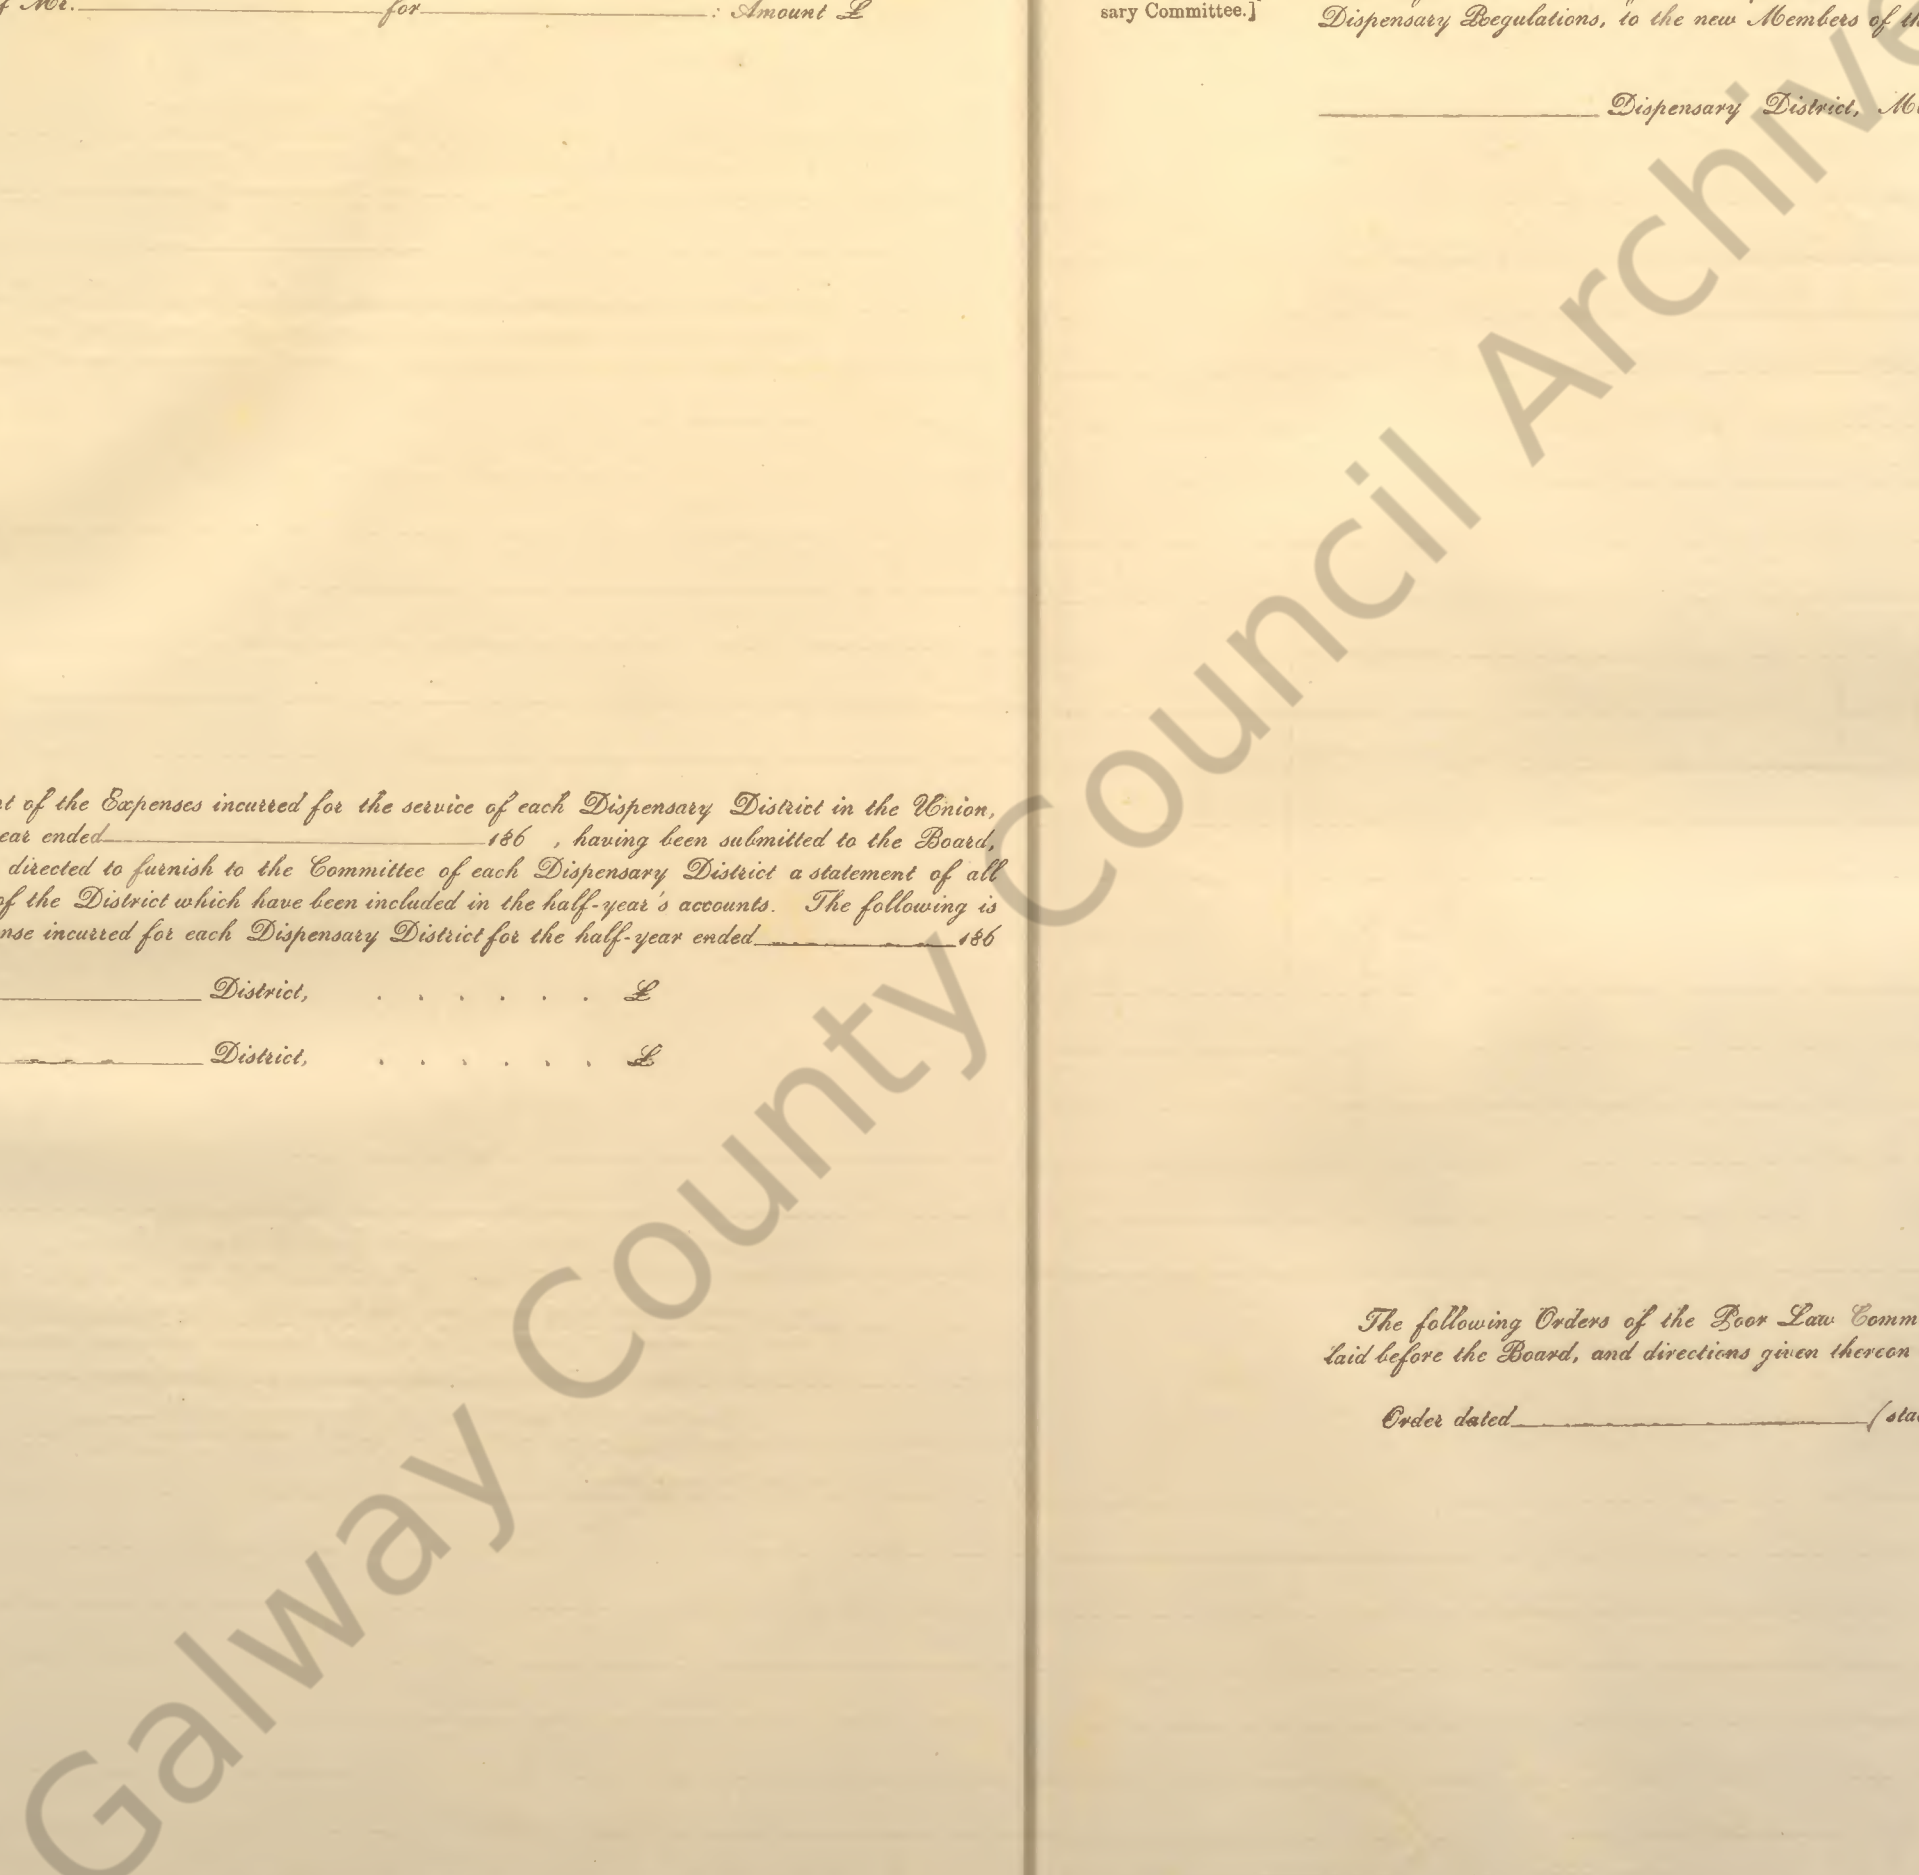 Mr. for : Amount £
of the Expenses incurred for the service of each Dispensary District in the Union,
ended 186 , having been submitted to the Board,
directed to furnish to the Committee of each Dispensary District a statement of all
of the District which have been included in the half-year's accounts. The following is
incurred for each Dispensary District for the half-year ended 186
District, . . . . . . £
District, . . . . . . £
sary Committee.]
Dispensary Regulations, to the new Members of
Dispensary District,
The following Orders of the Poor Law Comm
laid before the Board, and directions given thereon
Order dated (sta
Galway County Council Archive